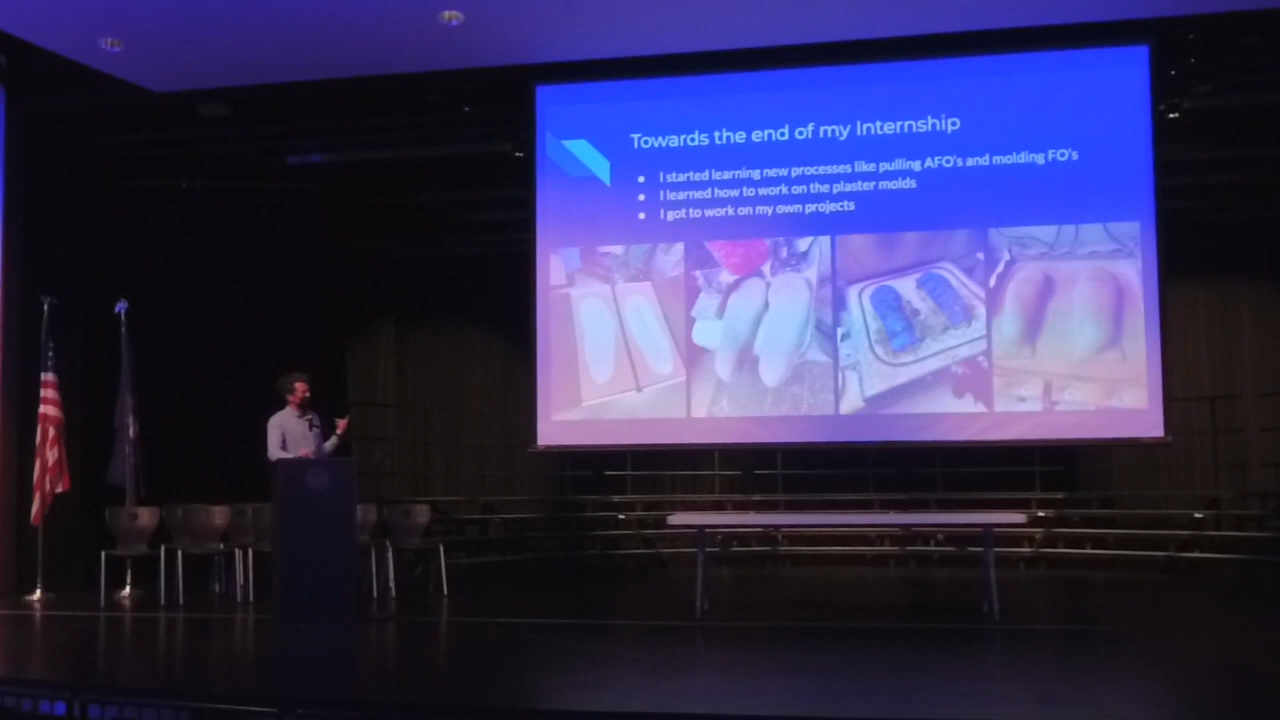 Towards the end of my Internship
I started learning new processes like pulling AFO's and molding FO's
I learned how to work on the plaster molds
I got to work on my own projects